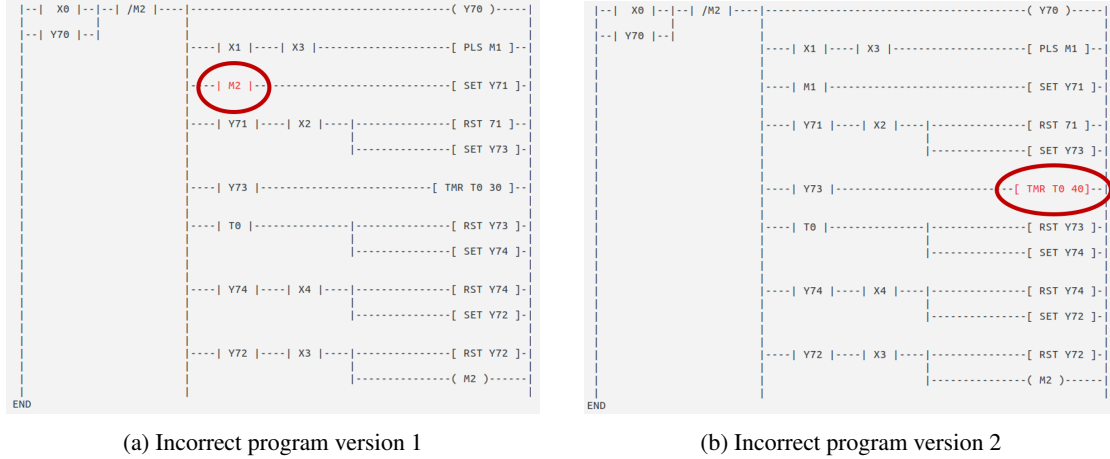 |--| X0 |--|--| /M2 |---|-----------------------------------( Y70 )-----|
|--| Y70 |--|
|----| X1 |----| X3 |---------------------[ PLS M1 ]--|
|----| M2 |-----------------------------------[ SET Y71 ]-|
|----| Y71 |----| X2 |----|---------------[ RST 71 ]--|
|---------------[ SET Y73 ]-|
|----| Y73 |----------------------------[ TMR T0 30 ]--|
|----| T0 |---------------|---------------[ RST Y73 ]-|
|---------------[ SET Y74 ]-|
|----| Y74 |----| X4 |----|---------------[ RST Y74 ]-|
|---------------[ SET Y72 ]-|
|----| Y72 |----| X3 |----|---------------[ RST Y72 ]-|
|---------------( M2 )------|
END
(a) Incorrect program version 1
|--| X0 |--|--| /M2 |---|-----------------------------------( Y70 )-----|
|--| Y70 |--|
|----| X1 |----| X3 |---------------------[ PLS M1 ]--|
|----| M1 |-----------------------------------[ SET Y71 ]-|
|----| Y71 |----| X2 |----|---------------[ RST 71 ]--|
|---------------[ SET Y73 ]-|
|----| Y73 |----------------------------[ TMR T0 40]--|
|----| T0 |---------------|---------------[ RST Y73 ]-|
|---------------[ SET Y74 ]-|
|----| Y74 |----| X4 |----|---------------[ RST Y74 ]-|
|---------------[ SET Y72 ]-|
|----| Y72 |----| X3 |----|---------------[ RST Y72 ]-|
|---------------( M2 )------|
END
(b) Incorrect program version 2